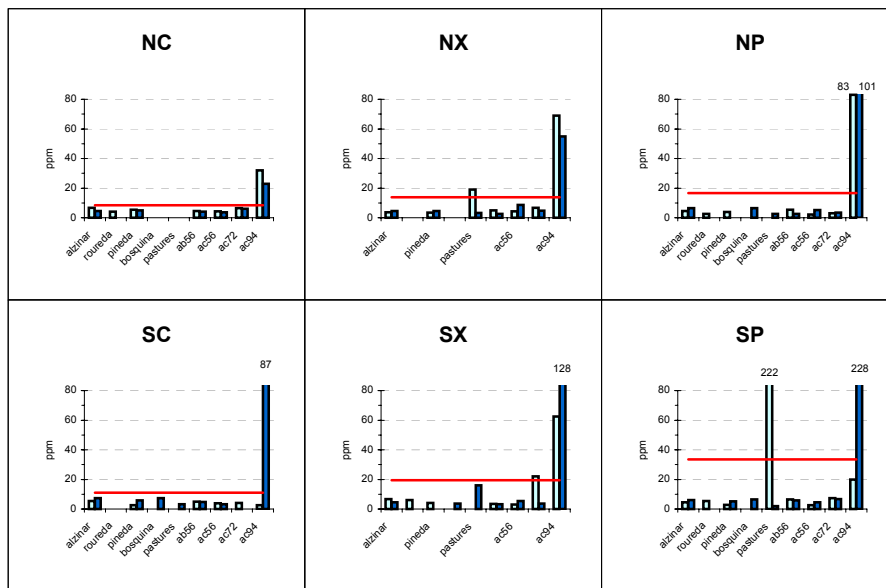 NC
80
60
40
20
0
ppm
alzinar
roureda
pineda
bosquina
pastures
ab56
ac56
ac72
ac94
NX
80
60
40
20
0
ppm
alzinar
pineda
pastures
ac56
ac94
NP
83 101
80
60
40
20
0
ppm
alzinar
roureda
pineda
bosquina
pastures
ab56
ac56
ac72
ac94
SC
87
80
60
40
20
0
ppm
alzinar
roureda
pineda
bosquina
pastures
ab56
ac56
ac72
ac94
SX
128
80
60
40
20
0
ppm
alzinar
pineda
pastures
ac56
ac94
SP
222 228
80
60
40
20
0
ppm
alzinar
roureda
pineda
bosquina
pastures
ab56
ac56
ac72
ac94